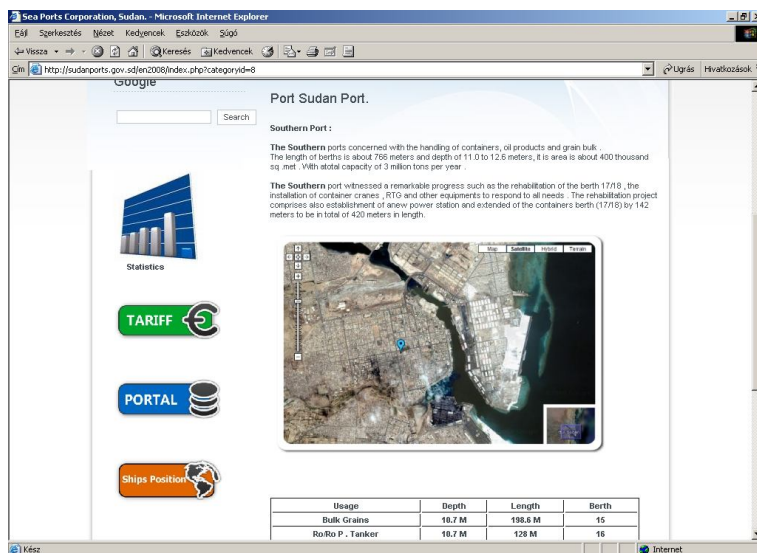 Sea Ports Corporation, Sudan. - Microsoft Internet Explorer
Fájl Szerkesztés Nézet Kedvencek Eszközök Súgó
Vissza Keresés Kedvencek
Cím http://sudanports.gov.sd/en2008/index.php?categoryid=8 Ugrás Hivatkozások
Google
Search
Statistics
TARIFF
PORTAL
Ships Position
Port Sudan Port.
Southern Port :
The Southern ports concerned with the handling of containers, oil products and grain bulk .
The length of berths is about 766 meters and depth of 11.0 to 12.6 meters, it is area is about 400 thousand
sq .met . With atotal capacity of 3 million tons per year .
The Southern port witnessed a remarkable progress such as the rehabilitation of the berth 17/18 , the
installation of container cranes , RTG and other equipments to respond to all needs . The rehabilitation project
comprises also establishment of anew power station and extended of the containers berth (17/18) by 142
meters to be in total of 420 meters in length.
Map Satellite Hybrid Terrain
Usage Depth Length Berth
Bulk Grains 10.7 M 198.6 M 15
Ro/Ro P . Tanker 10.7 M 128 M 16
Kész Internet